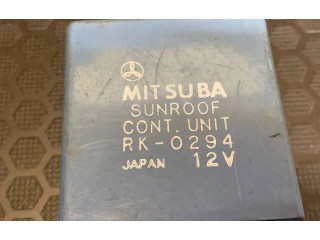 MITSUBA
SUNROOF
CONT. UNIT
RK-0294
JAPAN 12V